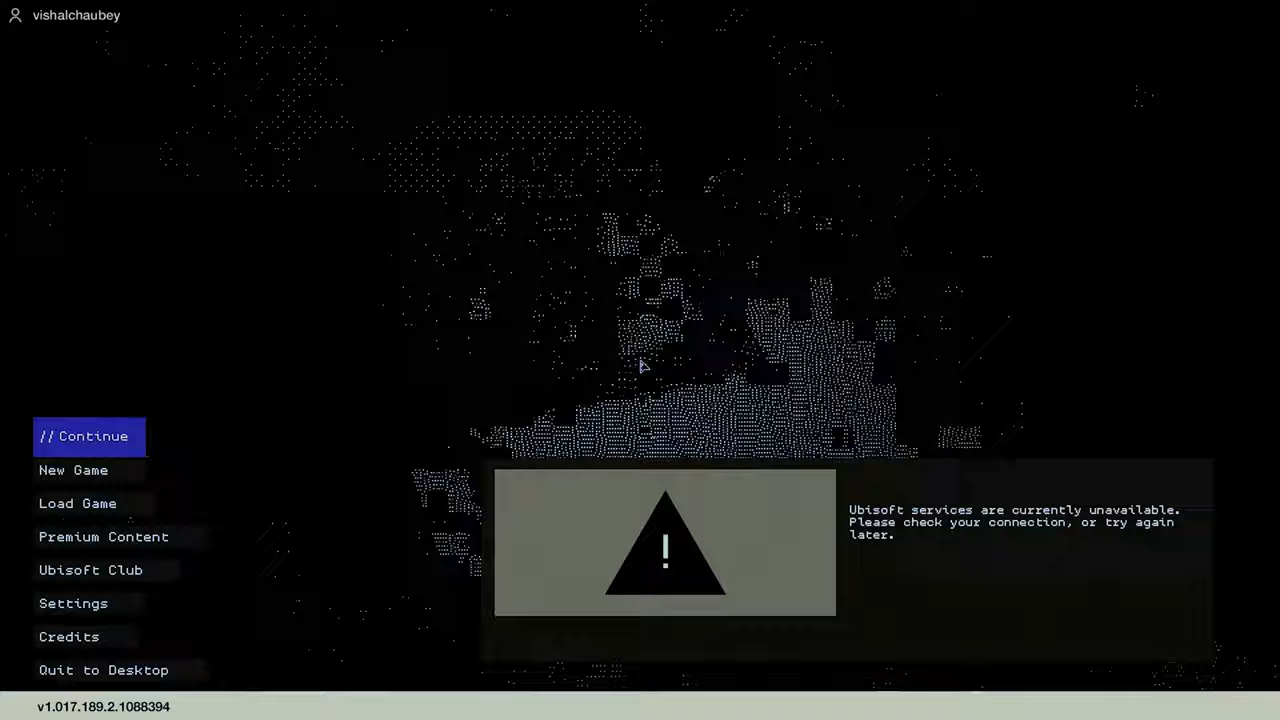 vishalchaubey
// Continue
New Game
Load Game
Premium Content
Ubisoft Club
Settings
Credits
Quit to Desktop
!
Ubisoft services are currently unavailable.
Please check your connection, or try again
later.
v1.017.189.2.1088394